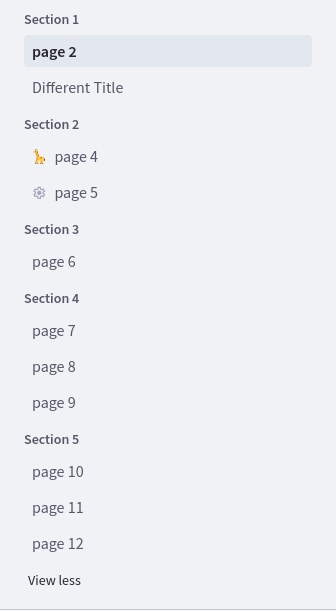 Section 1
page 2
Different Title
Section 2
page 4
page 5
Section 3
page 6
Section 4
page 7
page 8
page 9
Section 5
page 10
page 11
page 12
View less